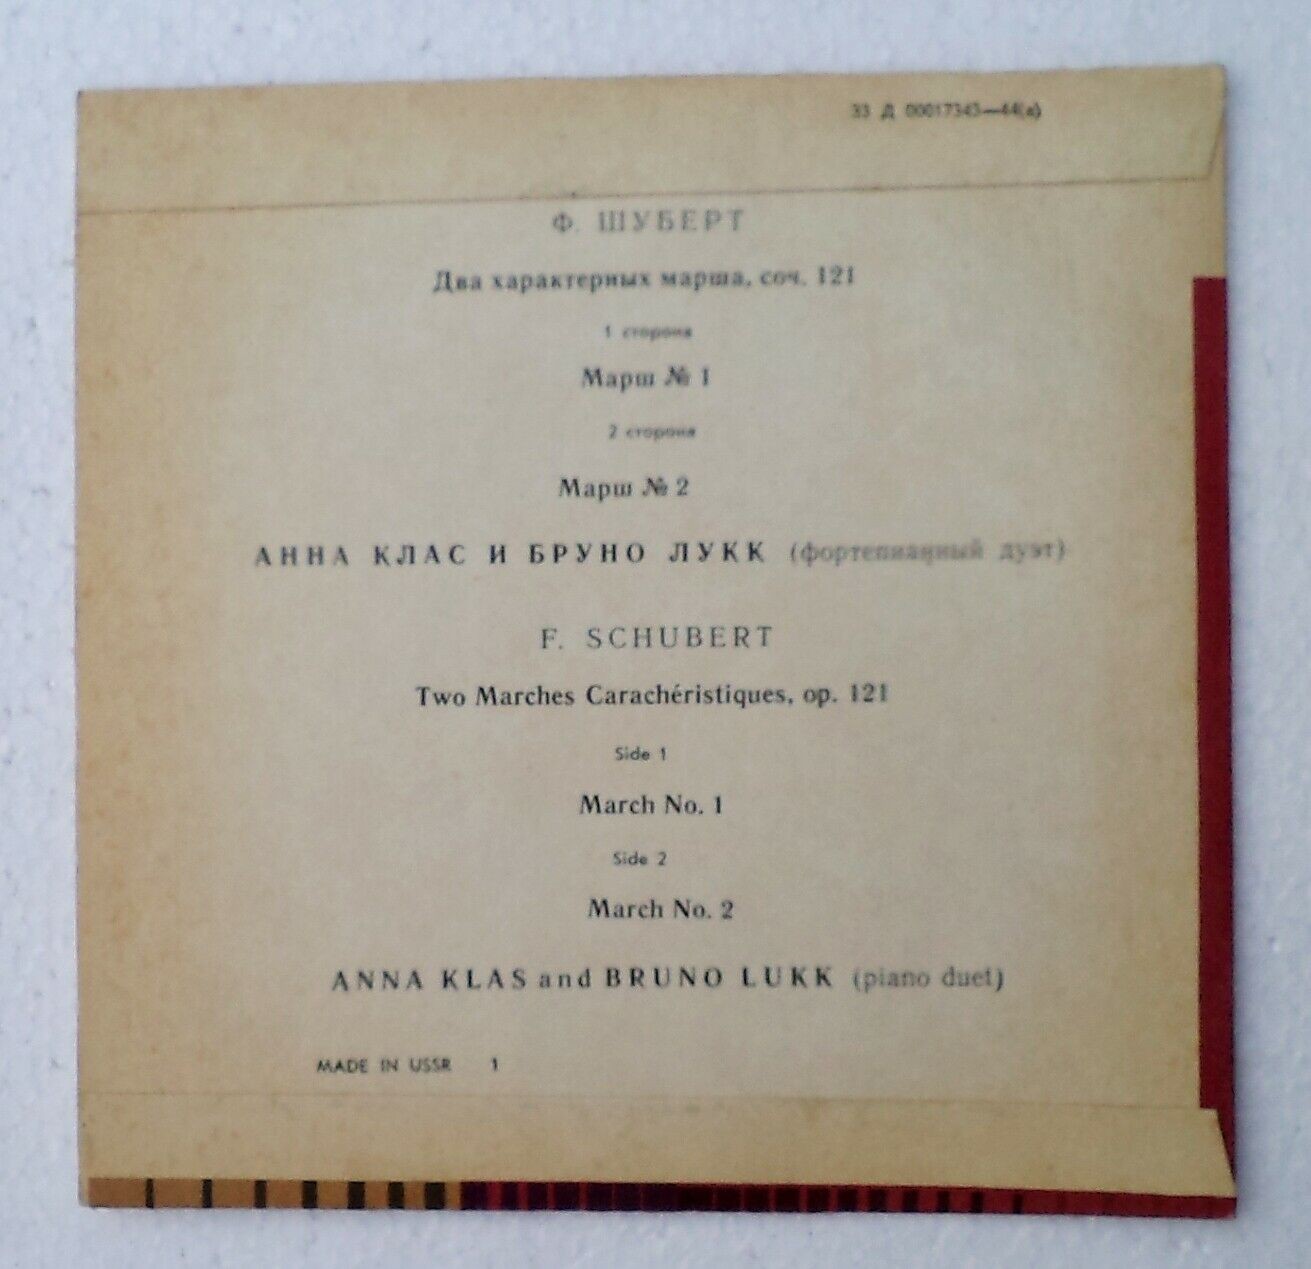 33 Д 00017343—44(а)
Ф. ШУБЕРТ
Два характерных марша, соч. 121
1 сторона
Марш № 1
2 сторона
Марш № 2
АННА КЛАС И БРУНО ЛУКК (фортепианный дуэт)
F. SCHUBERT
Two Marches Carachéristiques, op. 121
Side 1
March No. 1
Side 2
March No. 2
ANNA KLAS and BRUNO LUKK (piano duet)
MADE IN USSR 1